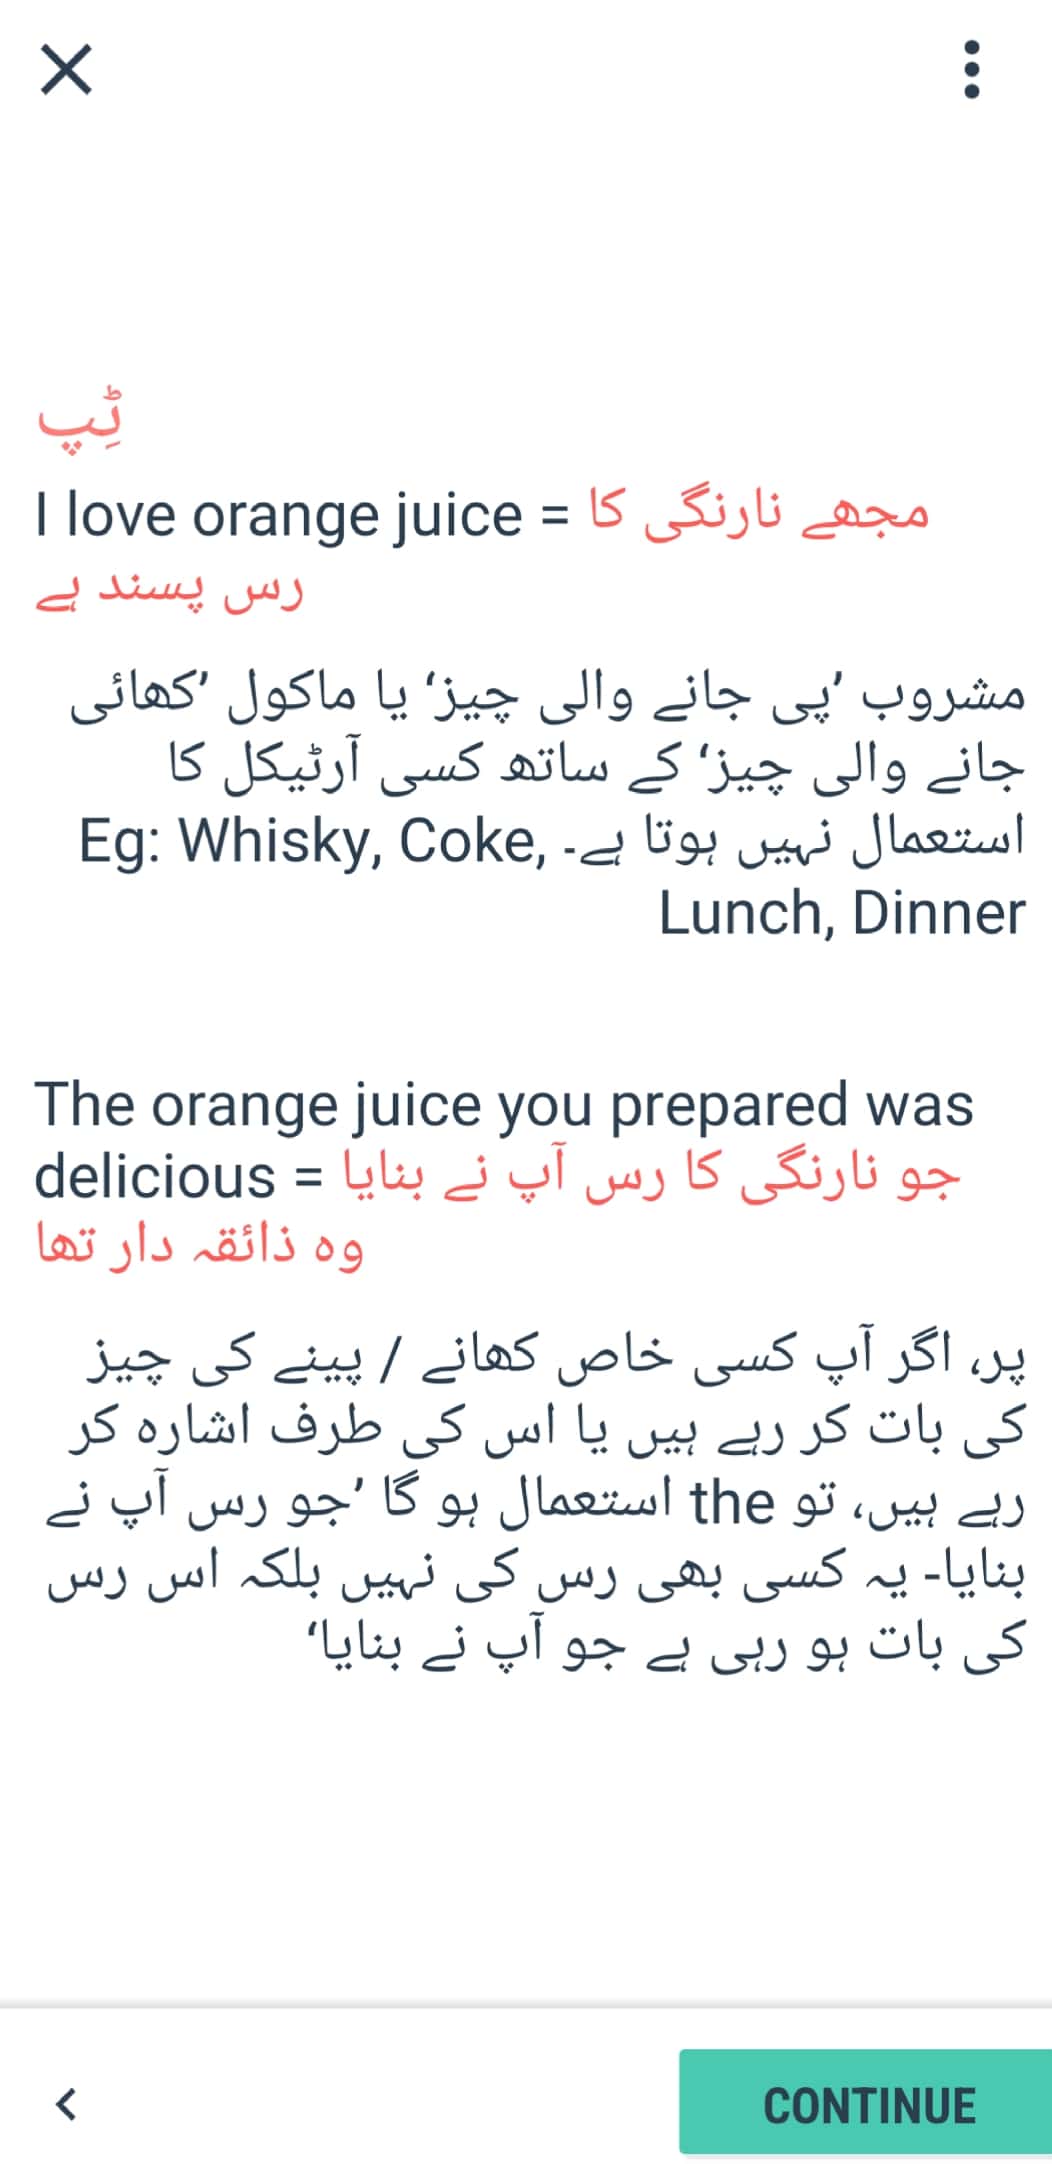 ٹِپ
I love orange juice = مجھے نارنگی کا
رس پسند ہے
مشروب ’پی جانے والی چیز‘ یا ماکول ’کھائی
جانے والی چیز‘ کے ساتھ کسی آرٹیکل کا
استعمال نہیں ہوتا ہے۔ Eg: Whisky, Coke,
Lunch, Dinner
The orange juice you prepared was
delicious = جو نارنگی کا رس آپ نے بنایا
وہ ذائقہ دار تھا
پر، اگر آپ کسی خاص کھانے / پینے کی چیز
کی بات کر رہے ہیں یا اس کی طرف اشارہ کر
رہے ہیں، تو the استعمال ہو گا ’جو رس آپ نے
بنایا- یہ کسی بھی رس کی نہیں بلکہ اس رس
کی بات ہو رہی ہے جو آپ نے بنایا‘
CONTINUE